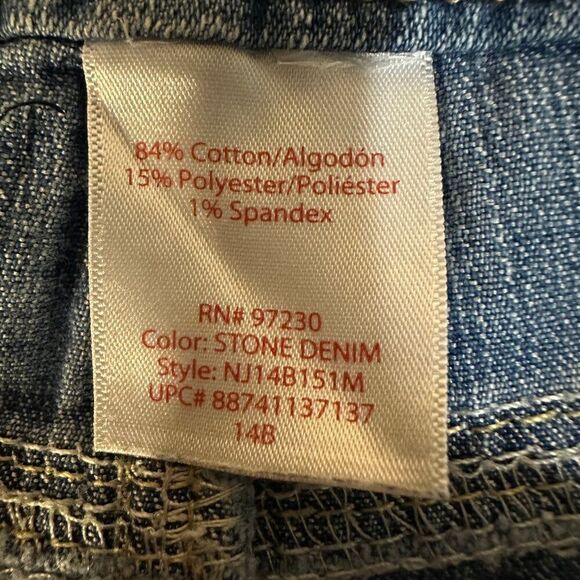 84% Cotton/Algodón
15% Polyester/Poliéster
1% Spandex
RN# 97230
Color: STONE DENIM
Style: NJ14B151M
UPC# 88741137137
14B